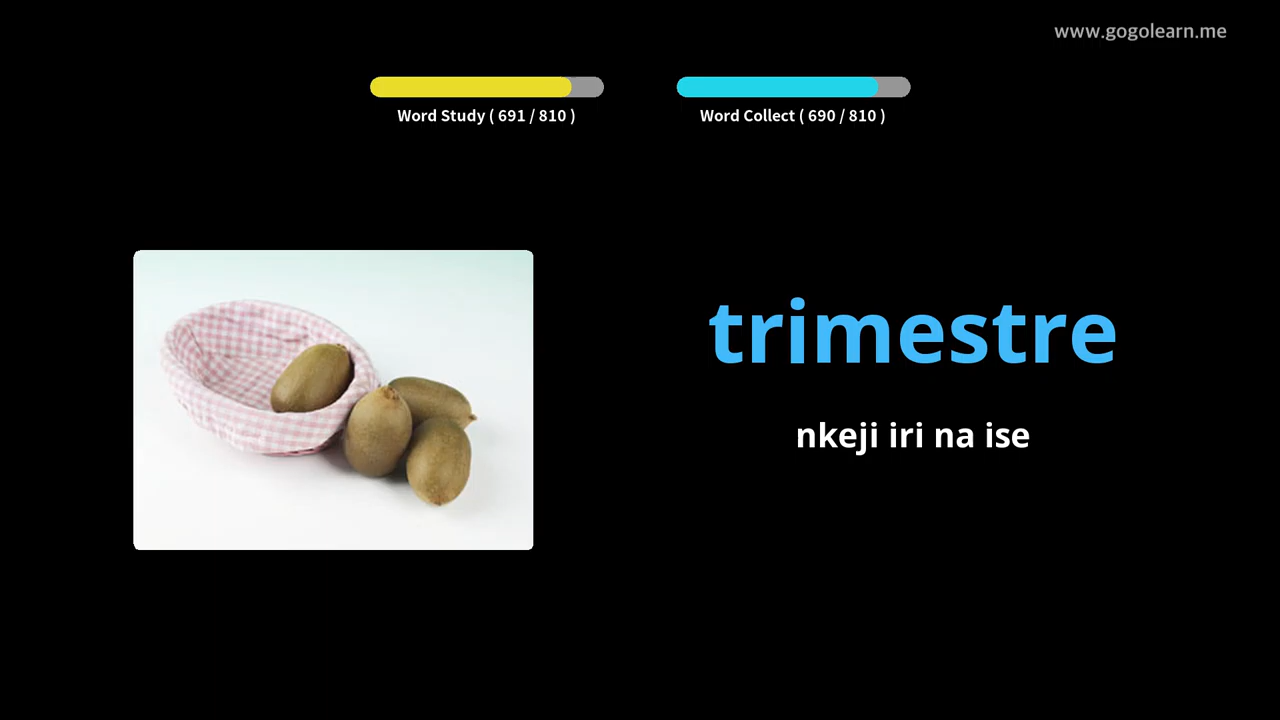 www.gogolearn.me
Word Study ( 691 / 810 )
Word Collect ( 690 / 810 )
trimestre
nkeji iri na ise